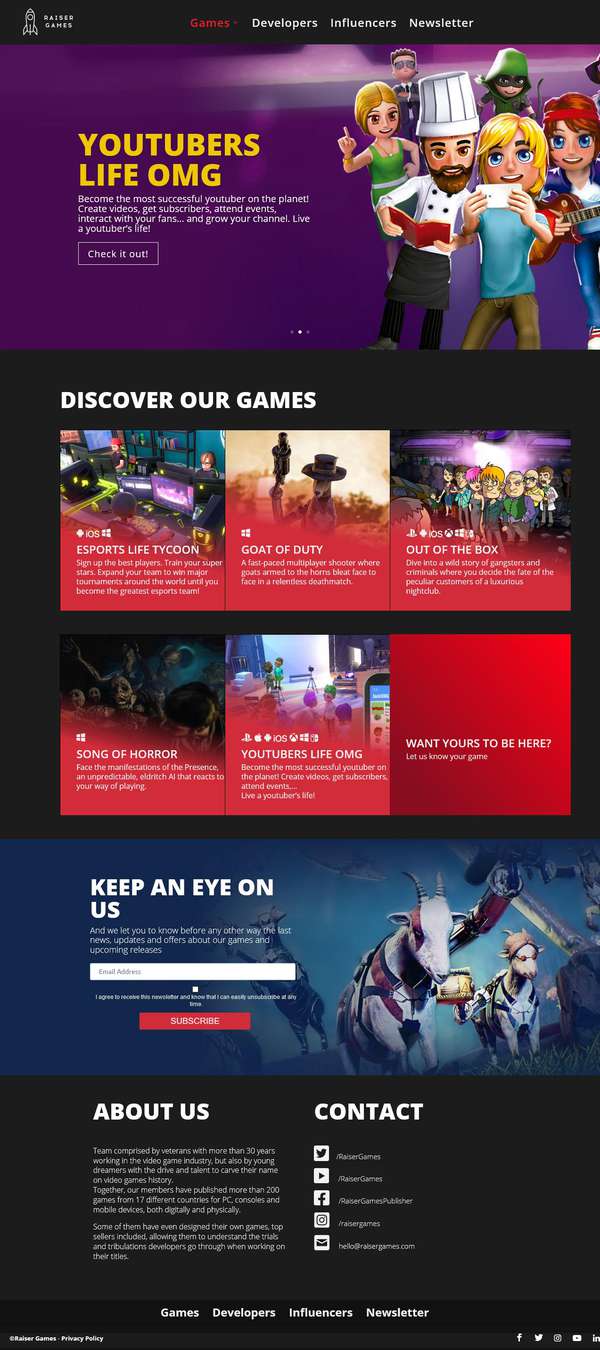 RAISER
GAMES
Games Developers Influencers Newsletter
YOUTUBERS
LIFE OMG
Become the most successful youtuber on the planet!
Create videos, get subscribers, attend events,
interact with your fans... and grow your channel. Live
a youtuber's life!
Check it out!
DISCOVER OUR GAMES
iOS
ESPORTS LIFE TYCOON
Sign up the best players. Train your super
stars. Expand your team to win major
tournaments around the world until you
become the greatest esports team!
GOAT OF DUTY
A fast-paced multiplayer shooter where
goats armed to the horns bleat face to
face in a relentless deathmatch.
iOS
OUT OF THE BOX
Dive into a wild story of gangsters and
criminals where you decide the fate of the
peculiar customers of a luxurious
nightclub.
SONG OF HORROR
Face the manifestations of the Presence,
an unpredictable, eldritch AI that reacts to
your way of playing.
iOS
YOUTUBERS LIFE OMG
Become the most successful youtuber on
the planet! Create videos, get subscribers,
attend events,...
Live a youtuber's life!
WANT YOURS TO BE HERE?
Let us know your game
KEEP AN EYE ON
US
And we let you to know before any other way the last
news, updates and offers about our games and
upcoming releases
Email Address
I agree to receive this newsletter and know that I can easily unsubscribe at any
time.
SUBSCRIBE
ABOUT US
Team comprised by veterans with more than 30 years
working in the video game industry, but also by young
dreamers with the drive and talent to carve their name
on video games history.
Together, our members have published more than 200
games from 17 different countries for PC, consoles and
mobile devices, both digitally and physically.
Some of them have even designed their own games, top
sellers included, allowing them to understand the trials
and tribulations developers go through when working on
their titles.
CONTACT
/RaiserGames
/RaiserGames
/RaiserGamesPublisher
/raisergames
hello@raisergames.com
Games Developers Influencers Newsletter
©Raiser Games - Privacy Policy